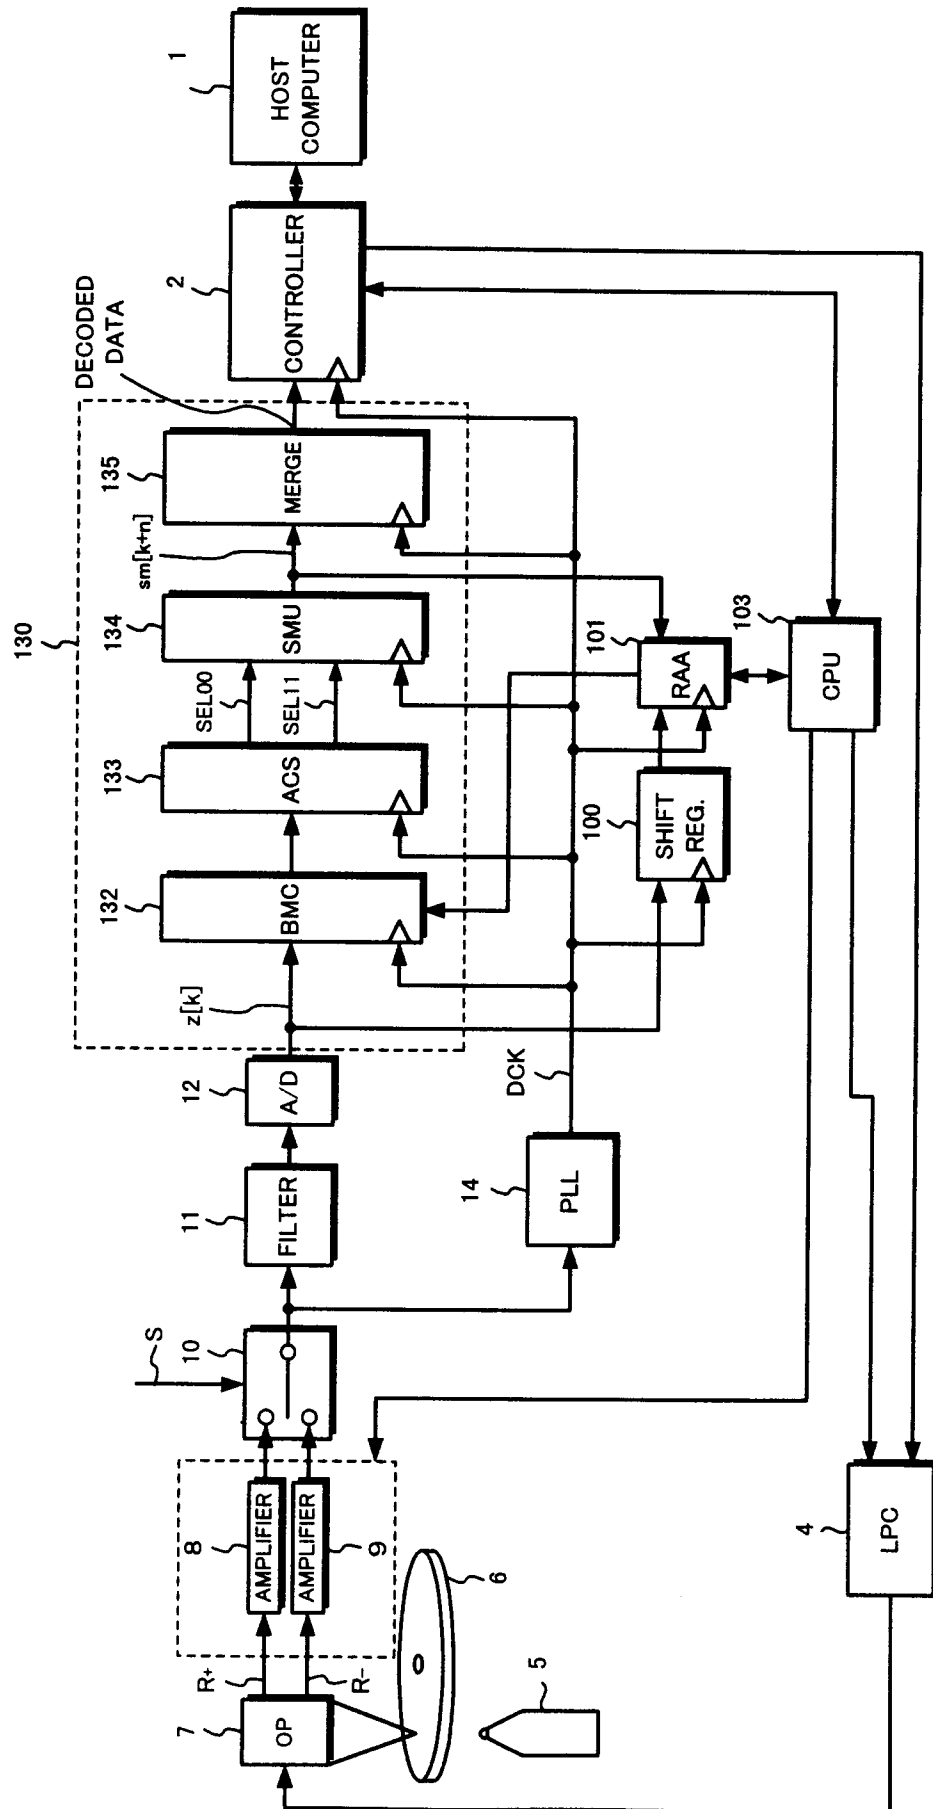 1
HOST
COMPUTER
2
CONTROLLER
DECODED
DATA
130
135
MERGE
sm[k+n]
134
SMU
SEL00
SEL11
133
ACS
132
BMC
z[k]
101
RAA
103
CPU
100
SHIFT
REG.
12
A/D
DCK
11
FILTER
14
PLL
S
10
8
AMPLIFIER
AMPLIFIER
9
R+
R-
7
OP
6
5
4
LPC